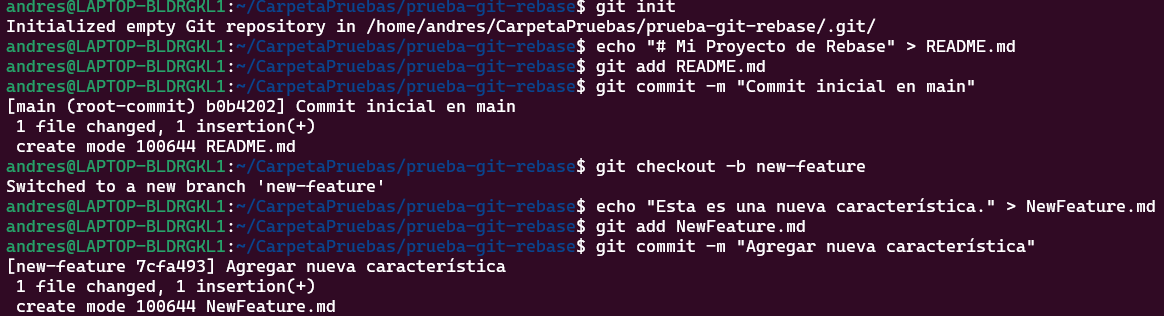 andres@LAPTOP-BLDRGKL1:~/CarpetaPruebas/prueba-git-rebase$ git init
Initialized empty Git repository in /home/andres/CarpetaPruebas/prueba-git-rebase/.git/
andres@LAPTOP-BLDRGKL1:~/CarpetaPruebas/prueba-git-rebase$ echo "# Mi Proyecto de Rebase" > README.md
andres@LAPTOP-BLDRGKL1:~/CarpetaPruebas/prueba-git-rebase$ git add README.md
andres@LAPTOP-BLDRGKL1:~/CarpetaPruebas/prueba-git-rebase$ git commit -m "Commit inicial en main"
[main (root-commit) b0b4202] Commit inicial en main
 1 file changed, 1 insertion(+)
 create mode 100644 README.md
andres@LAPTOP-BLDRGKL1:~/CarpetaPruebas/prueba-git-rebase$ git checkout -b new-feature
Switched to a new branch 'new-feature'
andres@LAPTOP-BLDRGKL1:~/CarpetaPruebas/prueba-git-rebase$ echo "Esta es una nueva característica." > NewFeature.md
andres@LAPTOP-BLDRGKL1:~/CarpetaPruebas/prueba-git-rebase$ git add NewFeature.md
andres@LAPTOP-BLDRGKL1:~/CarpetaPruebas/prueba-git-rebase$ git commit -m "Agregar nueva característica"
[new-feature 7cfa493] Agregar nueva característica
 1 file changed, 1 insertion(+)
 create mode 100644 NewFeature.md